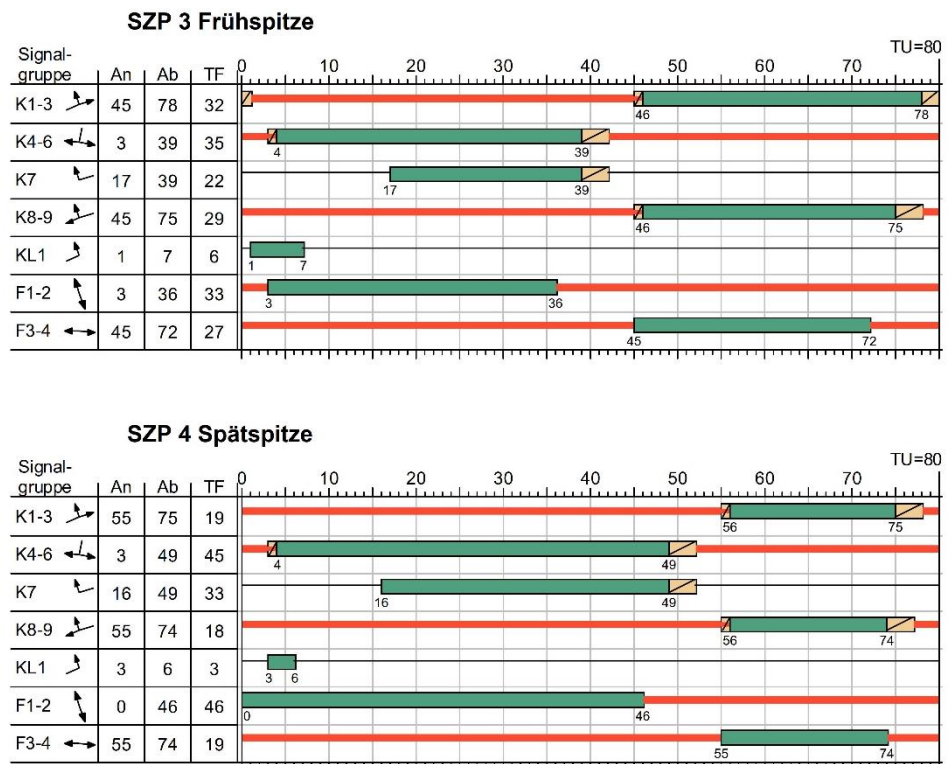 SZP 3 Frühspitze
TU=80
Signal-
gruppe An Ab TF 0 10 20 30 40 50 60 70
K1-3 45 78 32
46 78
K4-6 3 39 35
4 39
K7 17 39 22
17 39
K8-9 45 75 29
46 75
KL1 1 7 6
1 7
F1-2 3 36 33
3 36
F3-4 45 72 27
45 72
SZP 4 Spätspitze
TU=80
Signal-
gruppe An Ab TF 0 10 20 30 40 50 60 70
K1-3 55 75 19
56 75
K4-6 3 49 45
4 49
K7 16 49 33
16 49
K8-9 55 74 18
56 74
KL1 3 6 3
3 6
F1-2 0 46 46
0 46
F3-4 55 74 19
55 74